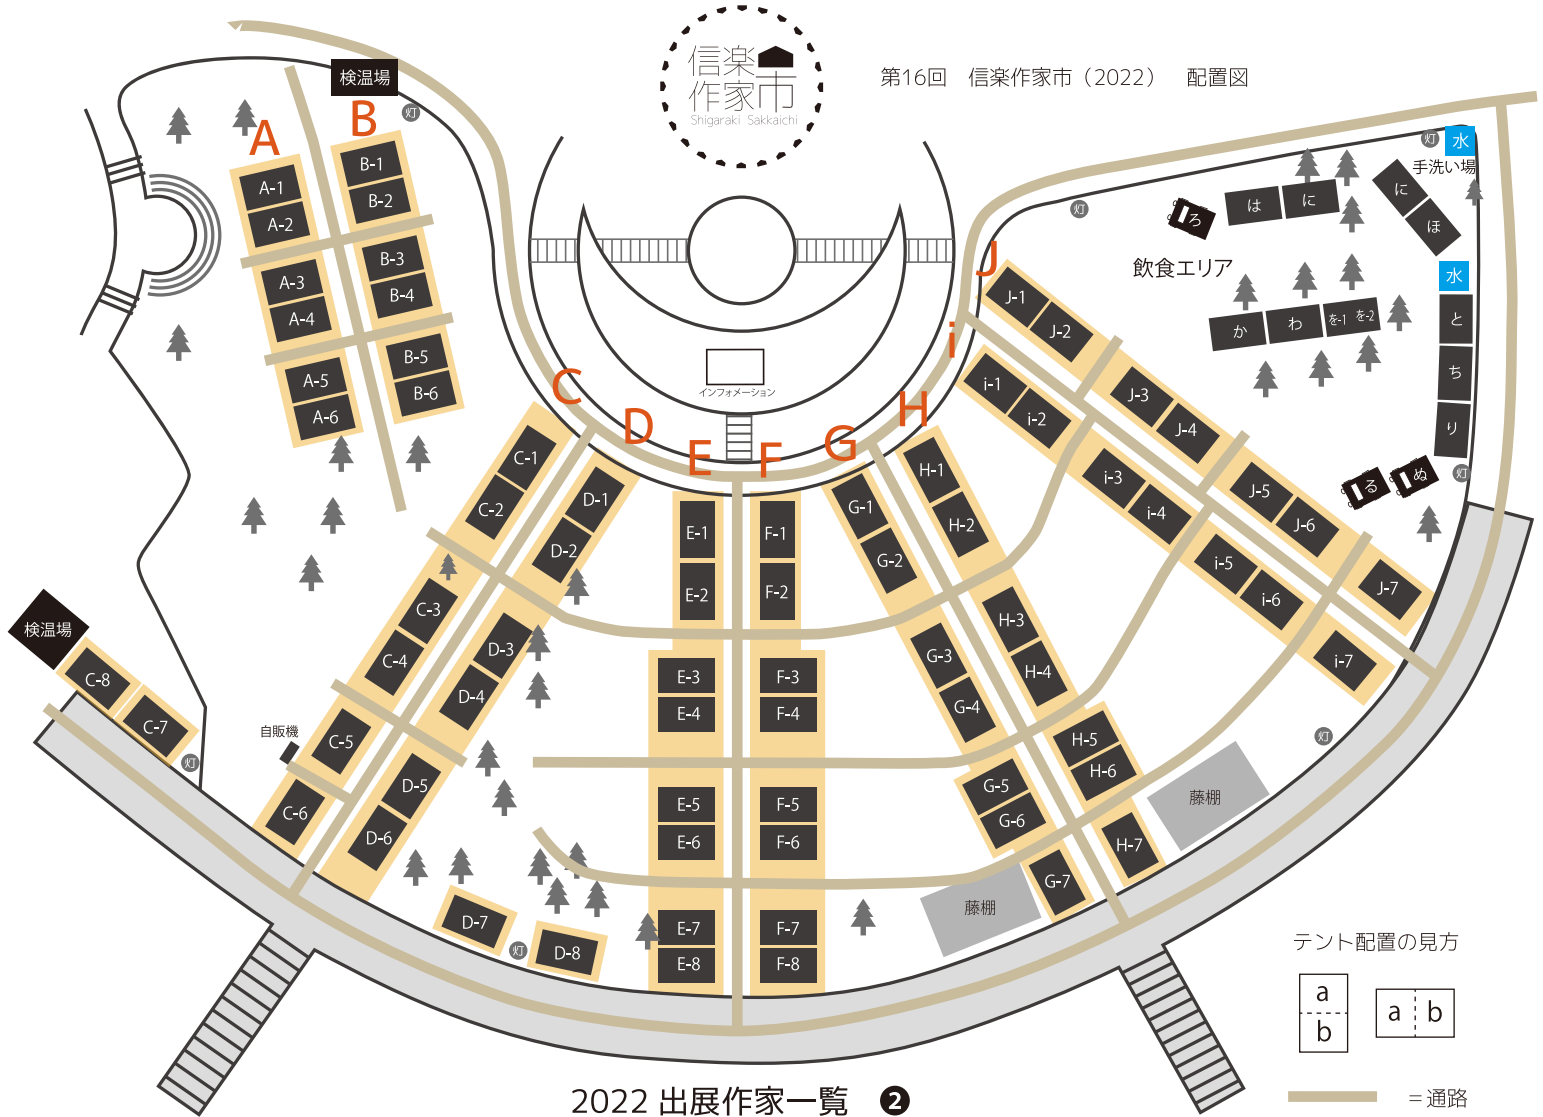 信楽
作家市
Shigaraki Sakkaichi
第16回 信楽作家市（2022） 配置図
検温場
灯
A
B
A-1
A-2
A-3
A-4
A-5
A-6
B-1
B-2
B-3
B-4
B-5
B-6
インフォメーション
C
D
E
F
G
H
i
J
C-1
C-2
C-3
C-4
C-5
C-6
検温場
C-8
C-7
灯
自販機
D-1
D-2
D-3
D-4
D-5
D-6
D-7
灯
D-8
E-1
E-2
E-3
E-4
E-5
E-6
E-7
E-8
F-1
F-2
F-3
F-4
F-5
F-6
F-7
F-8
G-1
G-2
G-3
G-4
G-5
G-6
G-7
H-1
H-2
H-3
H-4
H-5
H-6
H-7
i-1
i-2
i-3
i-4
i-5
i-6
i-7
J-1
J-2
J-3
J-4
J-5
J-6
J-7
灯
水
手洗い場
灯
ろ
は
に
に
ほ
飲食エリア
水
か
わ
を-1 を-2
と
ち
り
る
ぬ
灯
灯
藤棚
藤棚
テント配置の見方
a
b
a b
=通路
2022 出展作家一覧 ❷